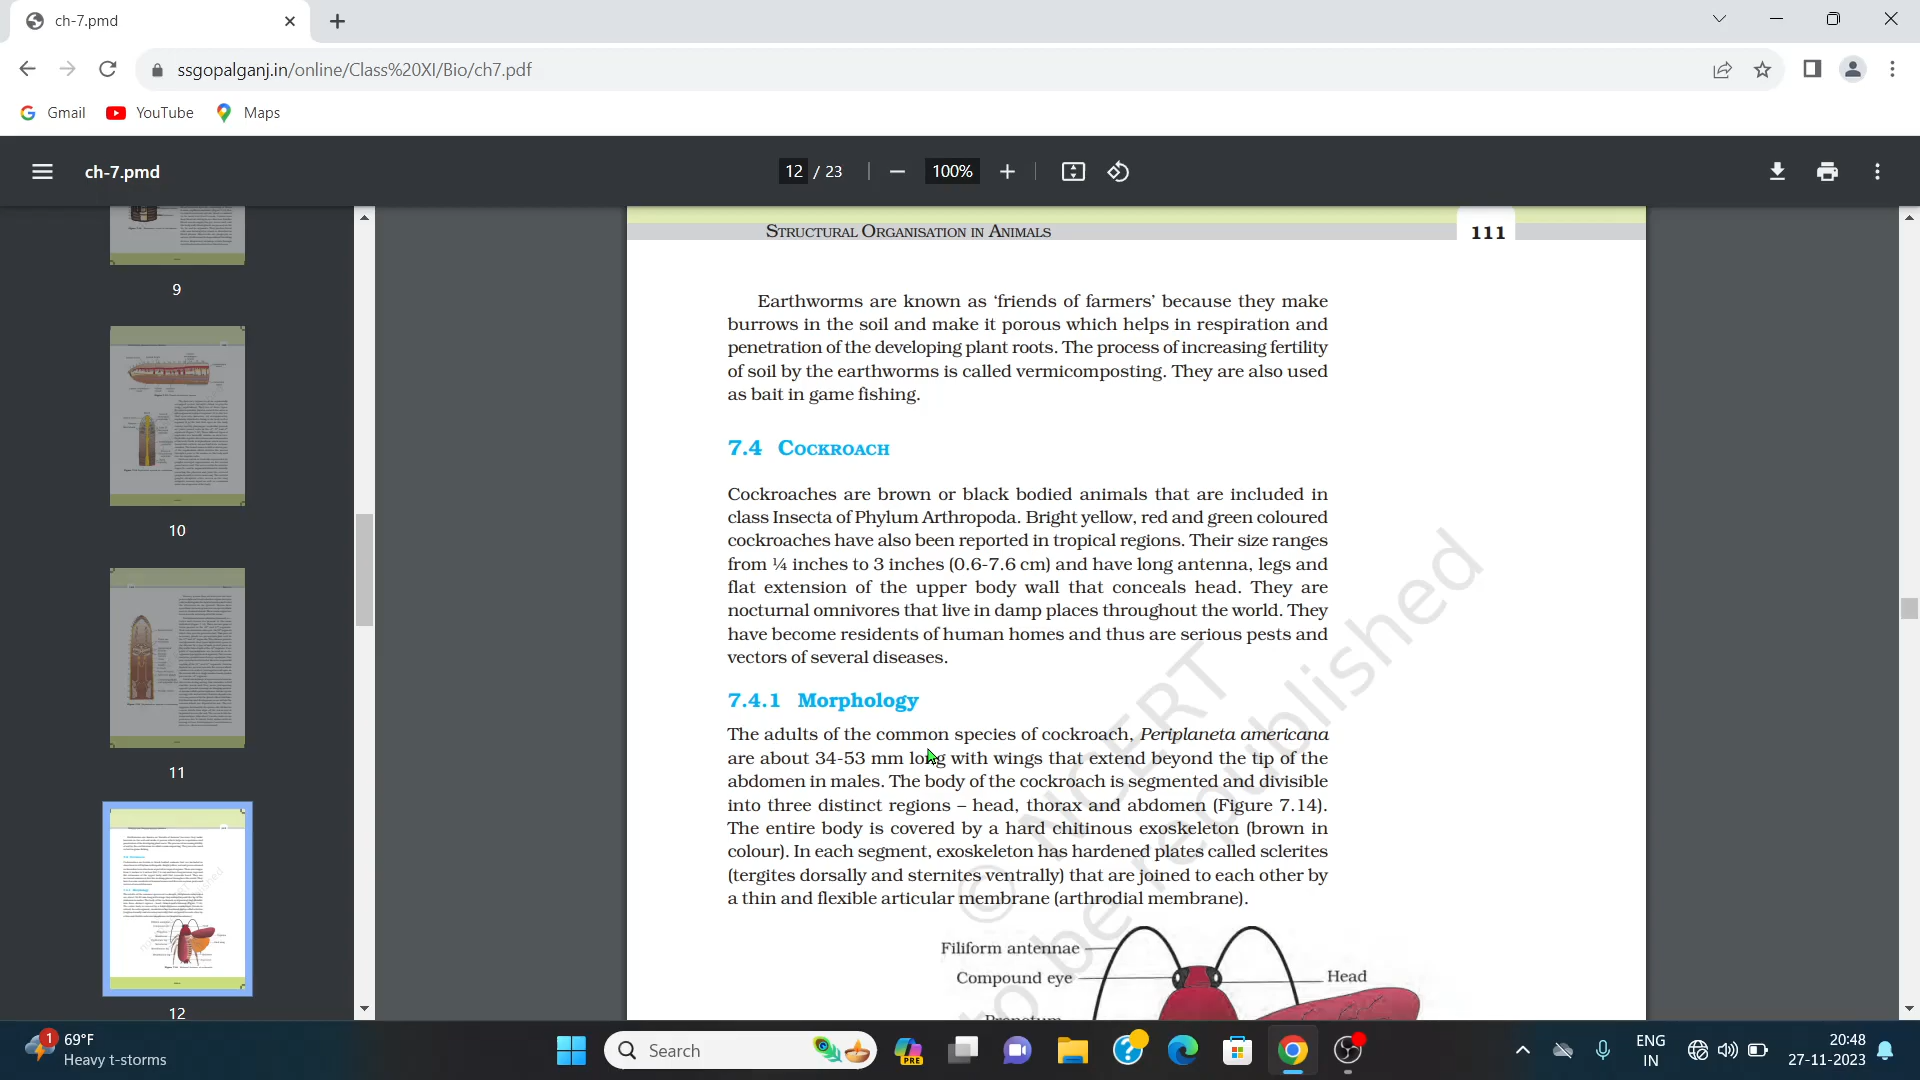 ch-7.pmd
ssgopalganj.in/online/Class%20XI/Bio/ch7.pdf
Gmail YouTube Maps
ch-7.pmd 12 / 23 100%
9
10
11
12
STRUCTURAL ORGANISATION IN ANIMALS 111
Earthworms are known as ‘friends of farmers’ because they make
burrows in the soil and make it porous which helps in respiration and
penetration of the developing plant roots. The process of increasing fertility
of soil by the earthworms is called vermicomposting. They are also used
as bait in game fishing.
7.4 COCKROACH
Cockroaches are brown or black bodied animals that are included in
class Insecta of Phylum Arthropoda. Bright yellow, red and green coloured
cockroaches have also been reported in tropical regions. Their size ranges
from ¼ inches to 3 inches (0.6-7.6 cm) and have long antenna, legs and
flat extension of the upper body wall that conceals head. They are
nocturnal omnivores that live in damp places throughout the world. They
have become residents of human homes and thus are serious pests and
vectors of several diseases.
7.4.1 Morphology
The adults of the common species of cockroach, Periplaneta americana
are about 34-53 mm long with wings that extend beyond the tip of the
abdomen in males. The body of the cockroach is segmented and divisible
into three distinct regions – head, thorax and abdomen (Figure 7.14).
The entire body is covered by a hard chitinous exoskeleton (brown in
colour). In each segment, exoskeleton has hardened plates called sclerites
(tergites dorsally and sternites ventrally) that are joined to each other by
a thin and flexible articular membrane (arthrodial membrane).
Filiform antennae
Compound eye
Head
© NCERT
to be republished
1
69°F
Heavy t-storms
Search
PRE
ENG
IN
20:48
27-11-2023